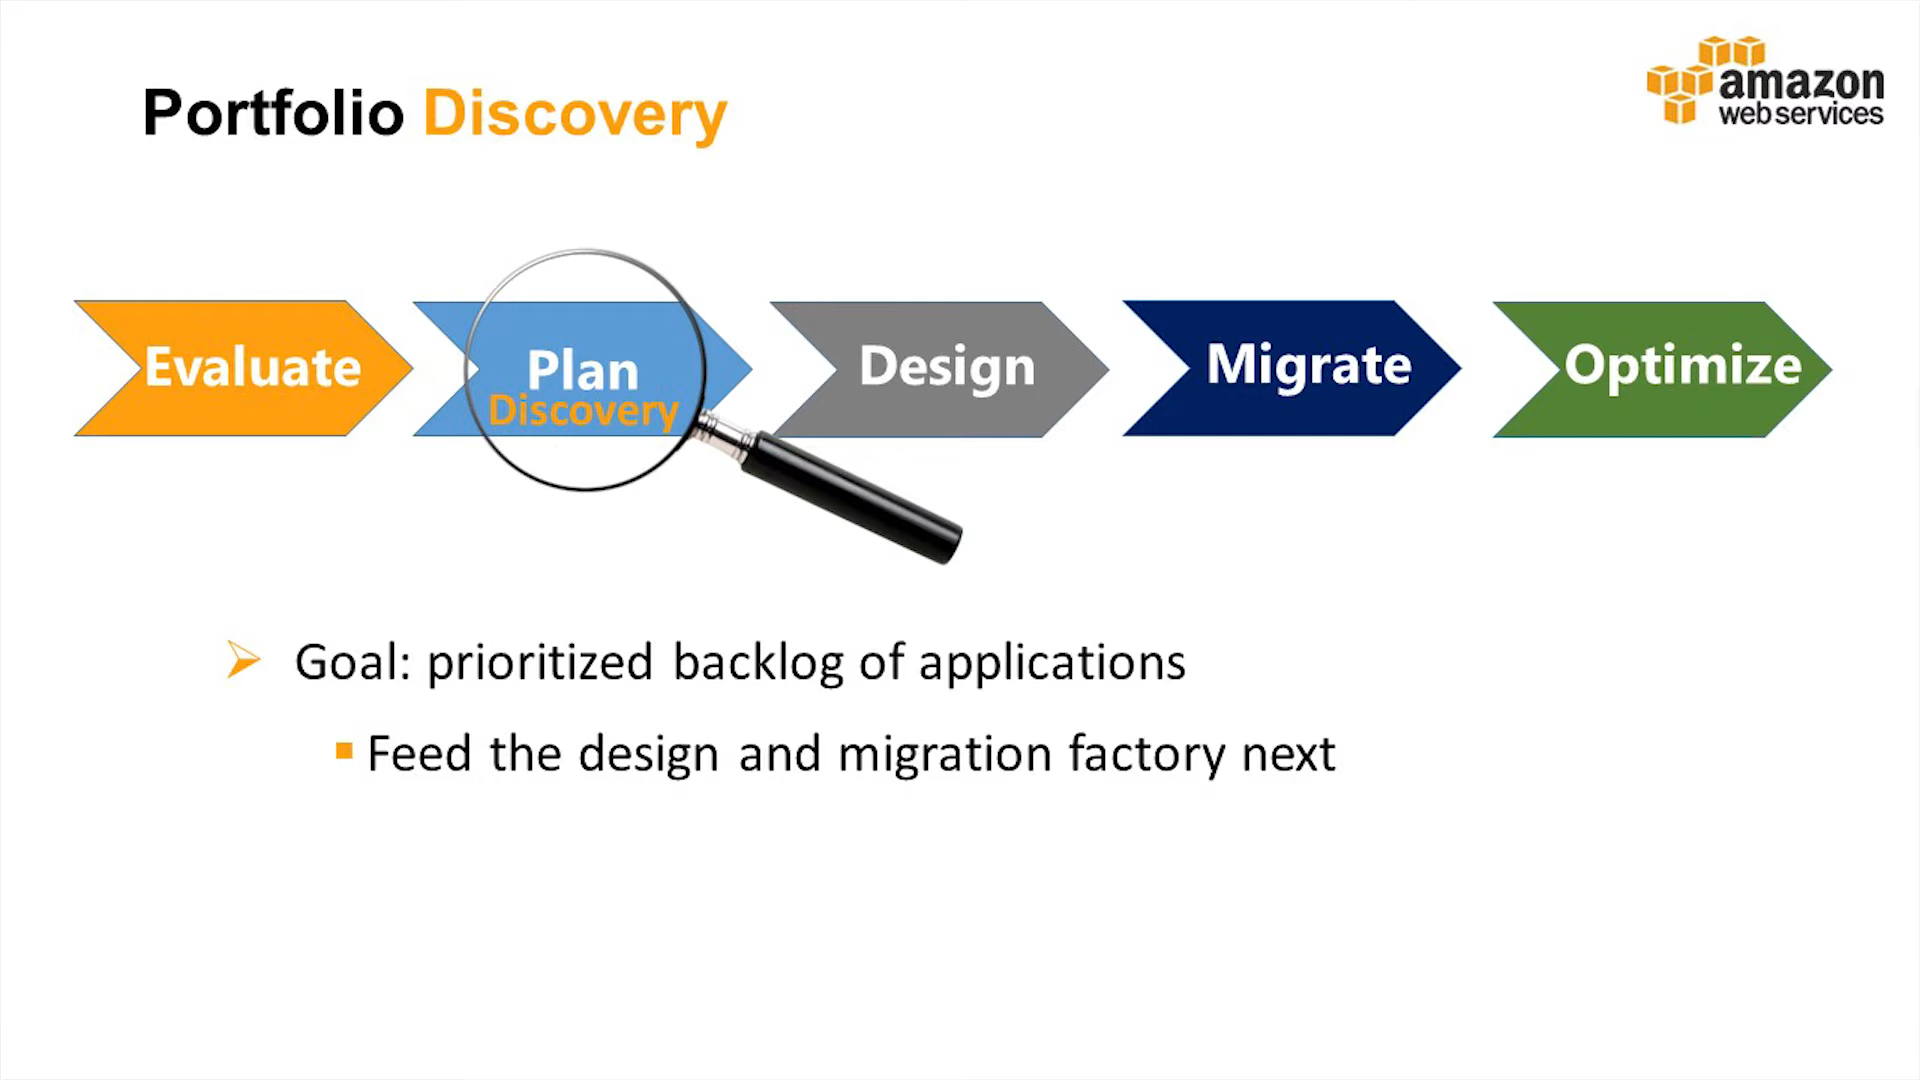 Portfolio Discovery
amazon
web services
Evaluate
Plan
Discovery
Design
Migrate
Optimize
Goal: prioritized backlog of applications
Feed the design and migration factory next